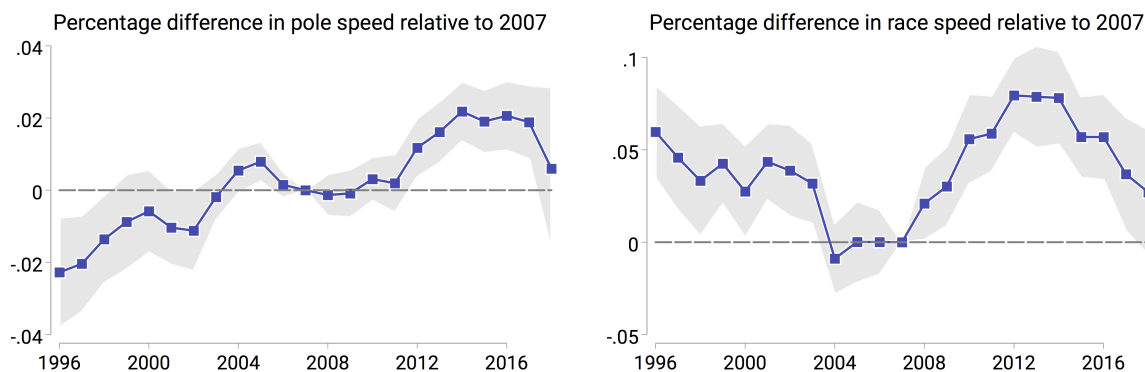 Percentage difference in pole speed relative to 2007
.04
.02
0
-.02
-.04
1996 2000 2004 2008 2012 2016
Percentage difference in race speed relative to 2007
.1
.05
0
-.05
1996 2000 2004 2008 2012 2016